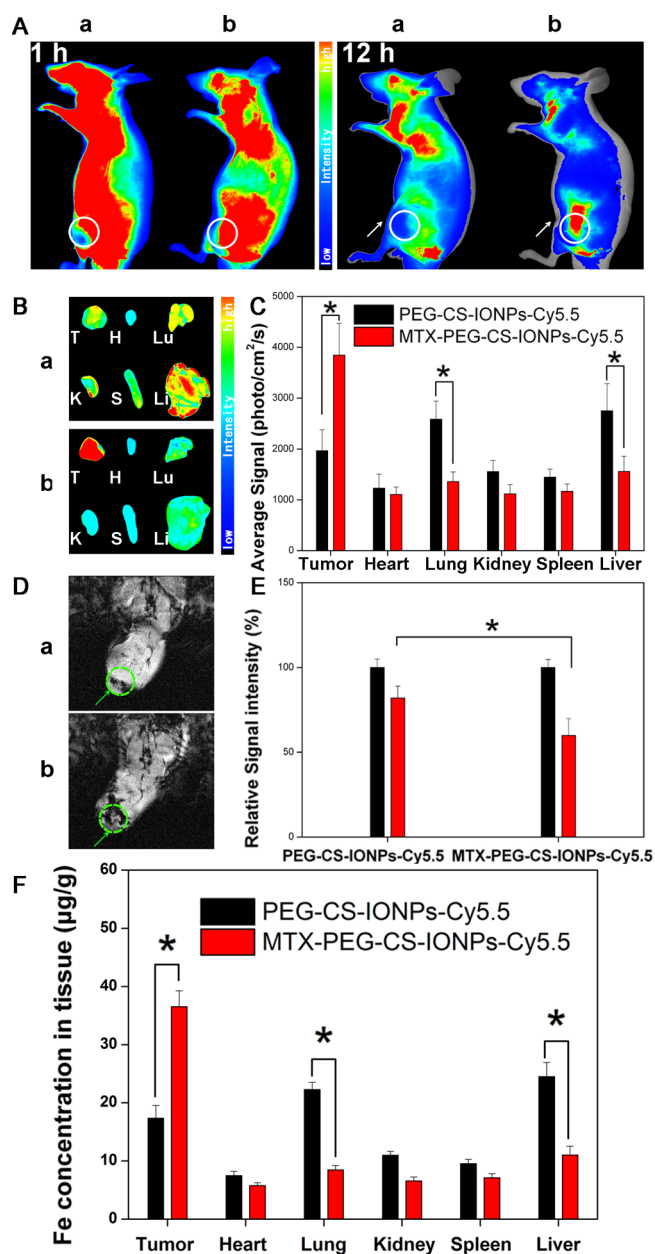 a b a b
A
1 h
12 h
high
Intensity
low
B
a
T H Lu
K S Li
b
T H Lu
K S Li
high
Intensity
low
C
Average Signal (photo/cm²/s)
5000
4000
3000
2000
1000
0
PEG-CS-IONPs-Cy5.5
MTX-PEG-CS-IONPs-Cy5.5
* * *
Tumor Heart Lung Kidney Spleen Liver
D
a
b
E
Relative Signal intensity (%)
150
100
50
0
*
PEG-CS-IONPs-Cy5.5 MTX-PEG-CS-IONPs-Cy5.5
F
Fe concentration in tissue (μg/g)
60
50
40
30
20
10
0
PEG-CS-IONPs-Cy5.5
MTX-PEG-CS-IONPs-Cy5.5
* * *
Tumor Heart Lung Kidney Spleen Liver